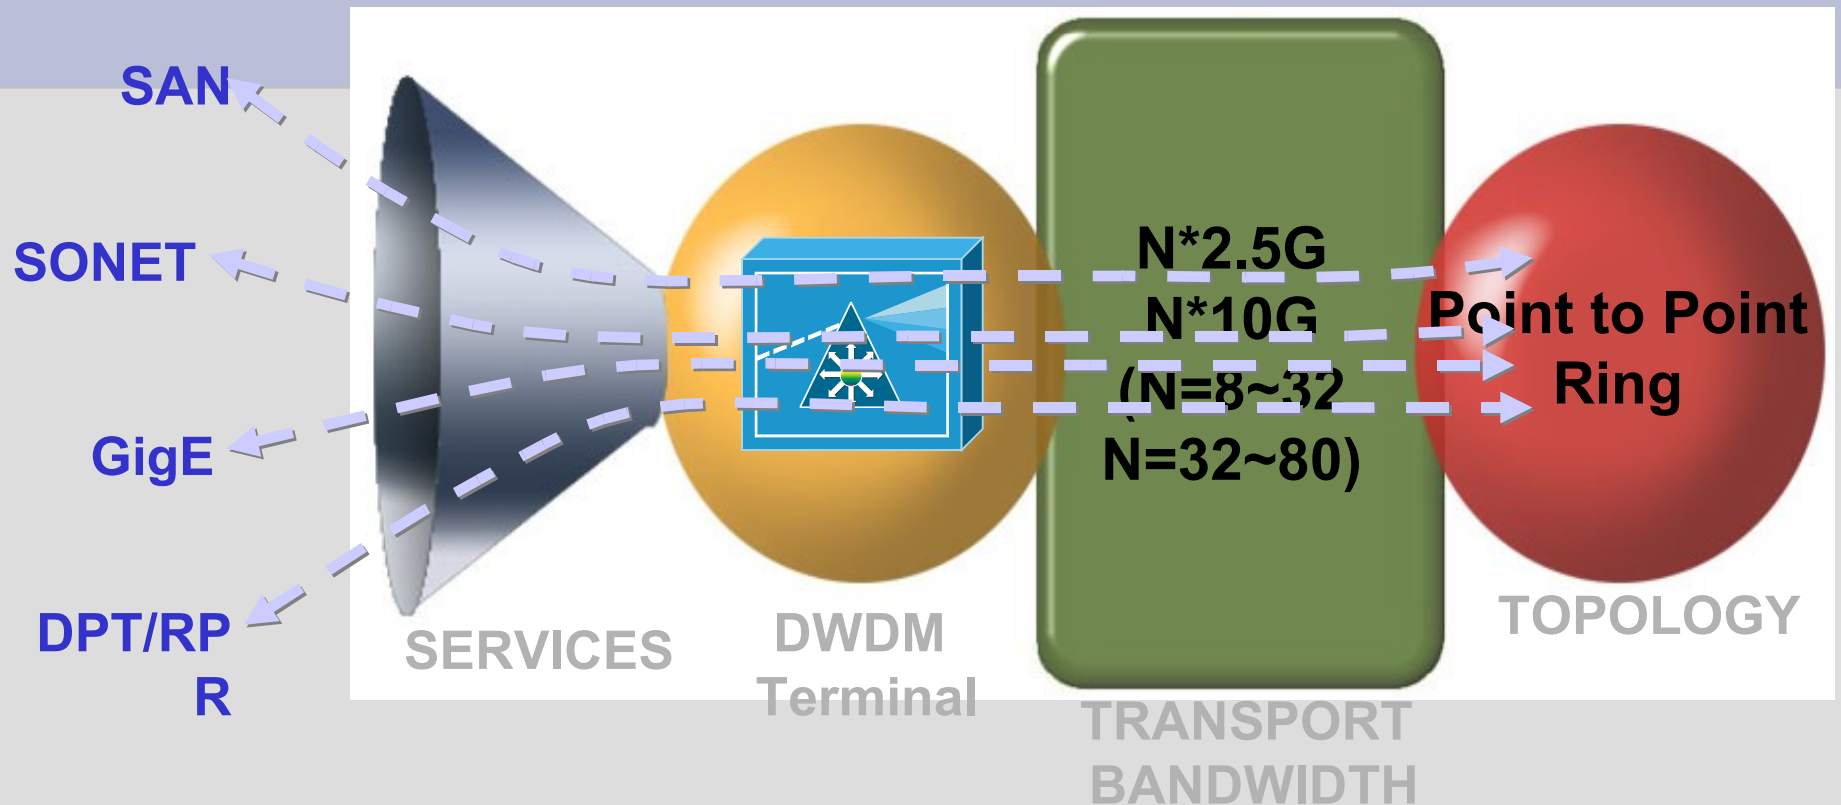 SAN
SONET
GigE
DPT/RP
R
SERVICES
DWDM
Terminal
N*2.5G
N*10G
(N=8~32
N=32~80)
TRANSPORT
BANDWIDTH
Point to Point
Ring
TOPOLOGY